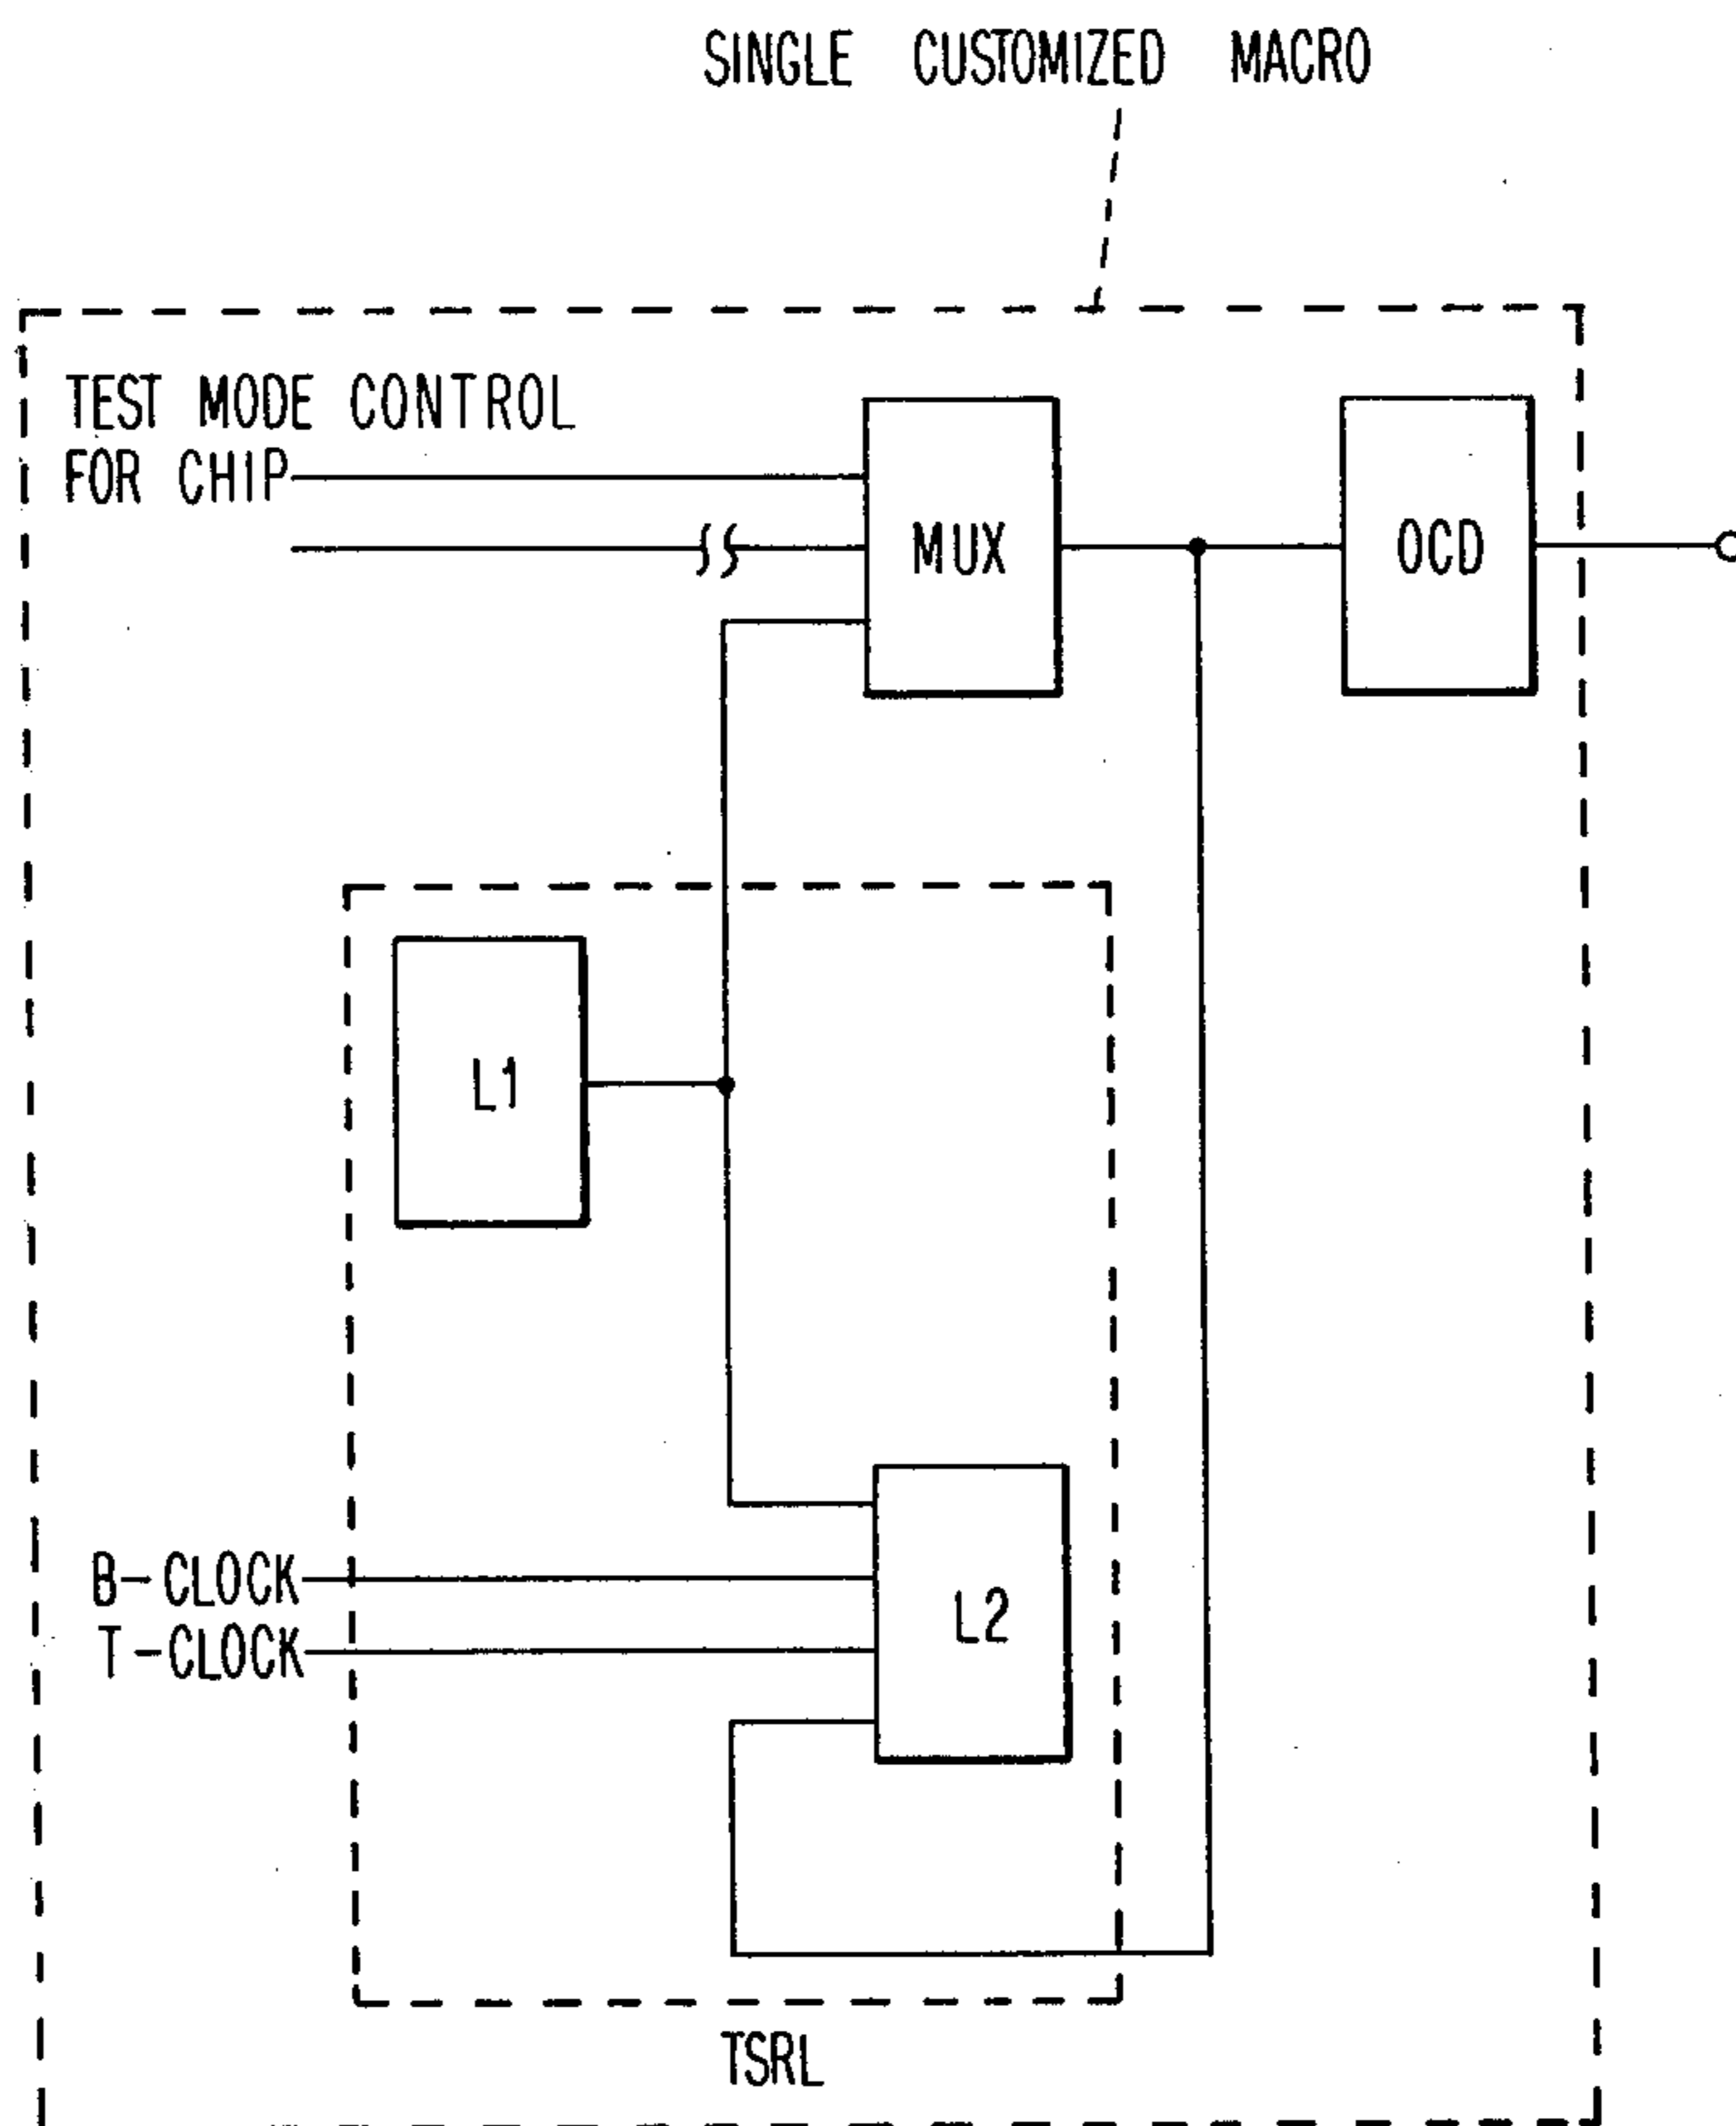 SINGLE CUSTOMIZED MACRO
TEST MODE CONTROL
FOR CHIP
MUX
OCD
L1
B-CLOCK
T-CLOCK
L2
TSRL